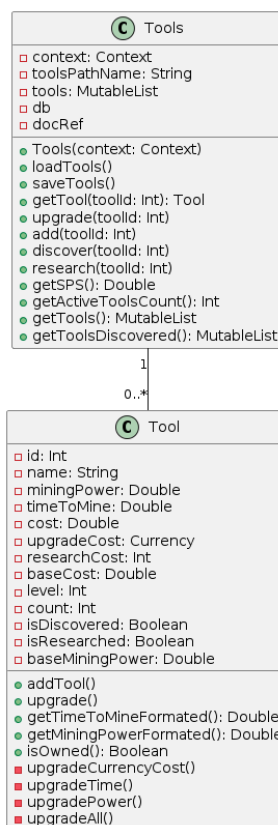 C Tools
context: Context
toolsPathName: String
tools: MutableList
db
docRef
Tools(context: Context)
loadTools()
saveTools()
getTool(toolId: Int): Tool
upgrade(toolId: Int)
add(toolId: Int)
discover(toolId: Int)
research(toolId: Int)
getSPS(): Double
getActiveToolsCount(): Int
getTools(): MutableList
getToolsDiscovered(): MutableList
1
0..*
C Tool
id: Int
name: String
miningPower: Double
timeToMine: Double
cost: Double
upgradeCost: Currency
researchCost: Int
baseCost: Double
level: Int
count: Int
isDiscovered: Boolean
isResearched: Boolean
baseMiningPower: Double
addTool()
upgrade()
getTimeToMineFormated(): Double
getMiningPowerFormated(): Double
isOwned(): Boolean
upgradeCurrencyCost()
upgradeTime()
upgradePower()
upgradeAll()